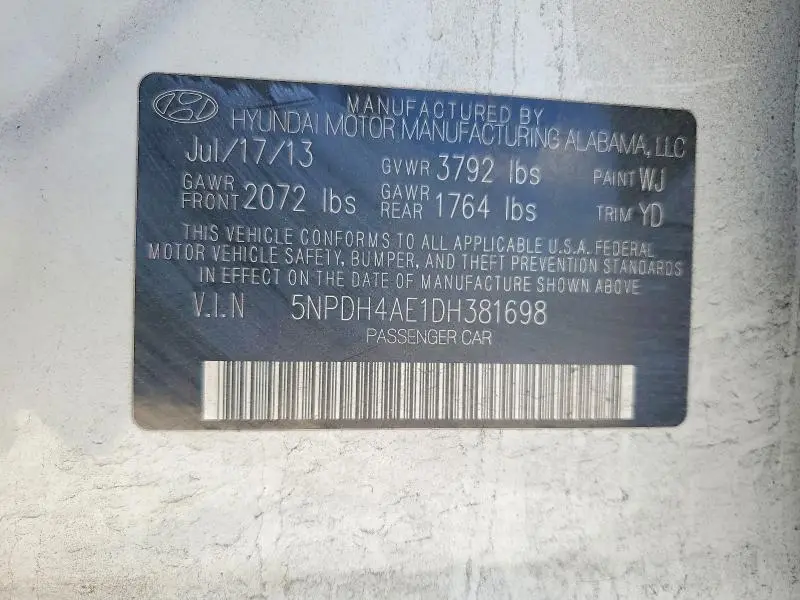 MANUFACTURED BY
HYUNDAI MOTOR MANUFACTURING ALABAMA, LLC
Jul/17/13 GVWR 3792 lbs PAINT WJ
GAWR FRONT 2072 lbs GAWR REAR 1764 lbs TRIM YD
THIS VEHICLE CONFORMS TO ALL APPLICABLE U.S.A. FEDERAL
MOTOR VEHICLE SAFETY, BUMPER, AND THEFT PREVENTION STANDARDS
IN EFFECT ON THE DATE OF MANUFACTURE SHOWN ABOVE
V.I.N 5NPDH4AE1DH381698
PASSENGER CAR